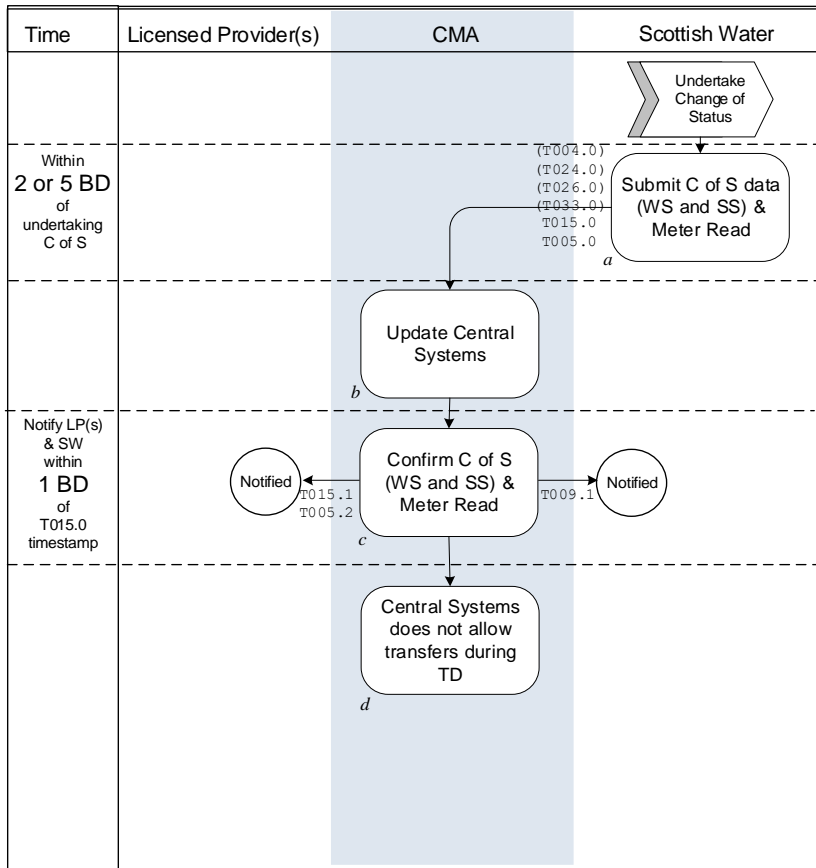 Time
Licensed Provider(s)
CMA
Scottish Water
Undertake
Change of
Status
Within
2 or 5 BD
of
undertaking
C of S
(T004.0)
(T024.0)
(T026.0)
(T033.0)
T015.0
T005.0
Submit C of S data
(WS and SS) &
Meter Read
a
Update Central
Systems
b
Notify LP(s)
& SW
within
1 BD
of
T015.0
timestamp
Notified
T015.1
T005.2
Confirm C of S
(WS and SS) &
Meter Read
c
T009.1
Notified
Central Systems
does not allow
transfers during
TD
d